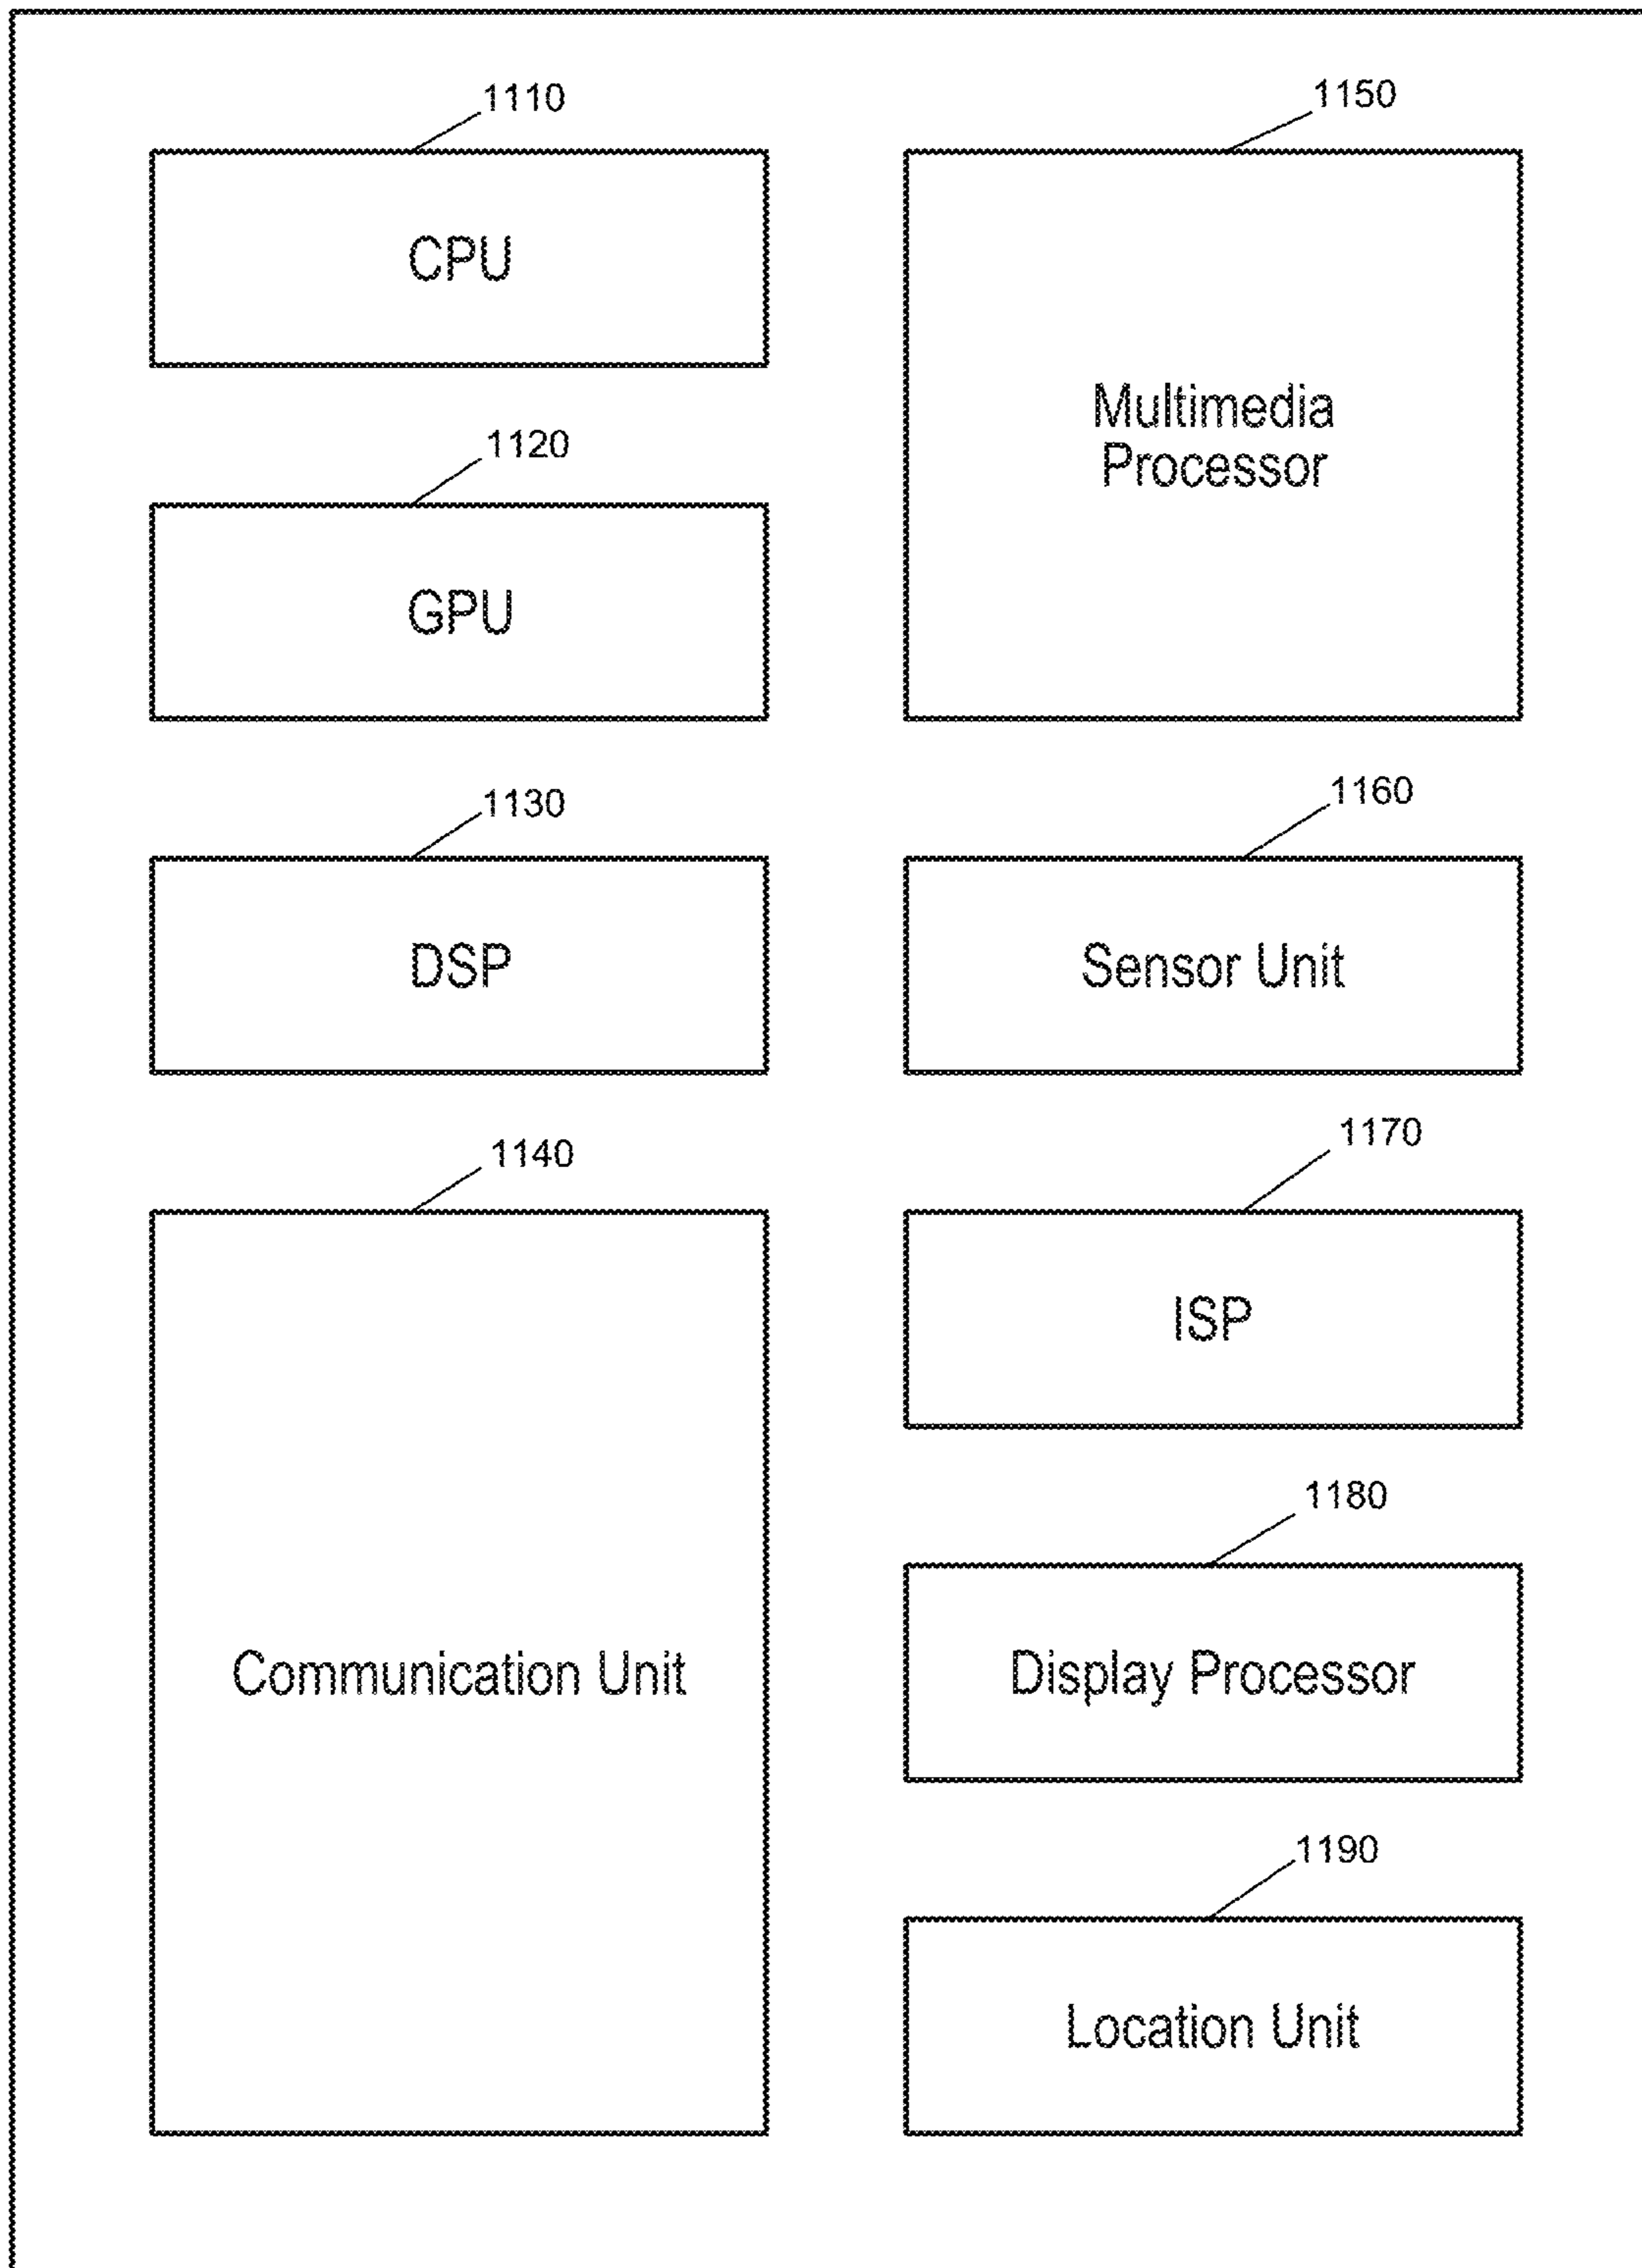 1110
CPU
1120
GPU
1130
DSP
1140
Communication Unit
1150
Multimedia
Processor
1160
Sensor Unit
1170
ISP
1180
Display Processor
1190
Location Unit